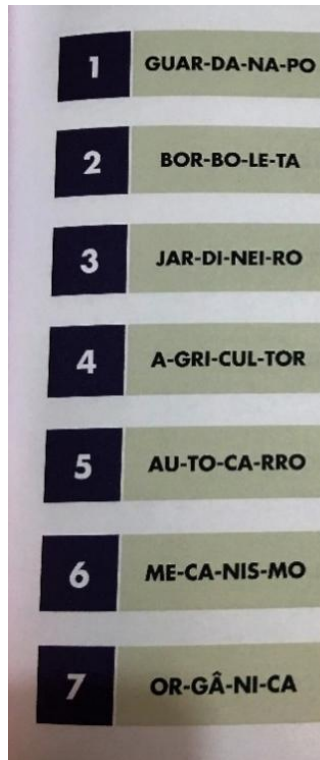 1 GUAR-DA-NA-PO
2 BOR-BO-LE-TA
3 JAR-DI-NEI-RO
4 A-GRI-CUL-TOR
5 AU-TO-CA-RRO
6 ME-CA-NIS-MO
7 OR-GÂ-NI-CA